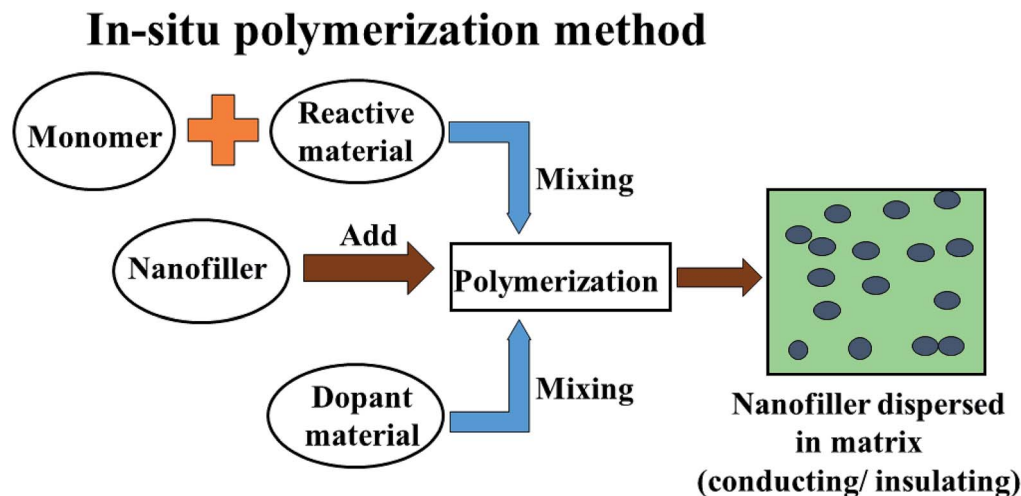 In-situ polymerization method
Monomer
Reactive
material
Mixing
Nanofiller
Add
Polymerization
Dopant
material
Mixing
Nanofiller dispersed
in matrix
(conducting/ insulating)